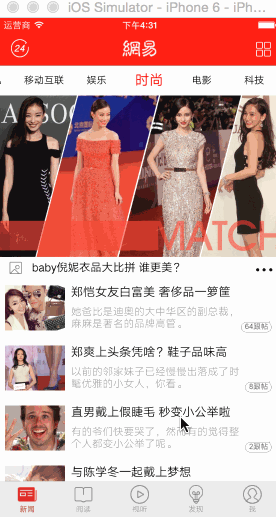 iOS Simulator - iPhone 6 - iPh...
运营商
下午4:31
24
網易
移动互联
娱乐
时尚
电影
科技
MATCH
baby倪妮衣品大比拼 谁更美？
郑恺女友白富美 奢侈品一箩筐
她爸比是迪奥的大中华区的副总裁，
麻麻是著名的品牌高管。
64跟帖
郑爽上头条凭啥？鞋子品味高
以前的邻家妹子已经慢慢出落成了时
髦优雅的小女人，你看。
8跟帖
直男戴上假睫毛 秒变小公举啦
有的爷们快要哭了，然而有的觉得整
个人都变小公举了呢。
2跟帖
与陈学冬一起戴上梦想
新闻
阅读
视听
发现
我